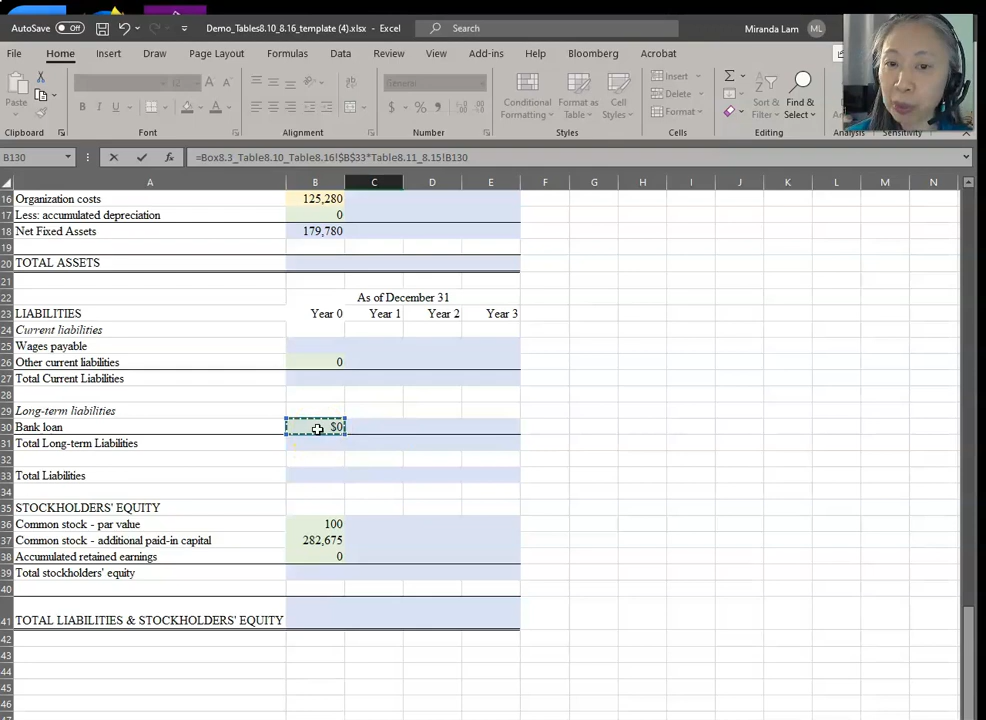 AutoSave Off Demo_Tables8.10_8.16_template (4).xlsx - Excel Search Miranda Lam ML
File Home Insert Draw Page Layout Formulas Data Review View Add-ins Help Bloomberg Acrobat
Paste B I U A A A ab General $ % Conditional Formatting Format as Table Cell Styles Insert Delete Format Sort & Filter Find & Select
Clipboard Font Alignment Number Styles Cells Editing Analysis Sensitivity
B130 fx =Box8.3_Table8.10_Table8.16!$B$33*Table8.11_8.15!B130
A B C D E F G H I J K L M N
16 Organization costs 125,280
17 Less: accumulated depreciation 0
18 Net Fixed Assets 179,780
19
20 TOTAL ASSETS
21
22 As of December 31
23 LIABILITIES Year 0 Year 1 Year 2 Year 3
24 Current liabilities
25 Wages payable
26 Other current liabilities 0
27 Total Current Liabilities
28
29 Long-term liabilities
30 Bank loan $0
31 Total Long-term Liabilities
32
33 Total Liabilities
34
35 STOCKHOLDERS' EQUITY
36 Common stock - par value 100
37 Common stock - additional paid-in capital 282,675
38 Accumulated retained earnings 0
39 Total stockholders' equity
40
41 TOTAL LIABILITIES & STOCKHOLDERS' EQUITY
42
43
44
45
46